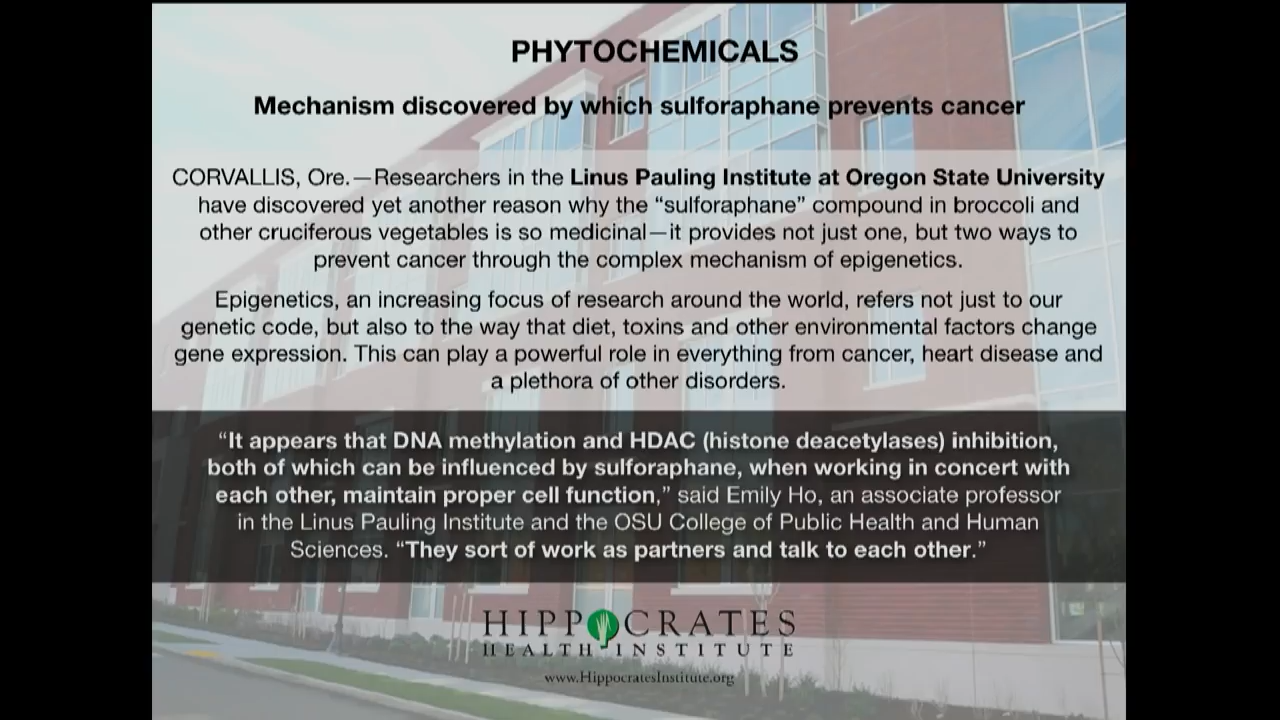 PHYTOCHEMICALS
Mechanism discovered by which sulforaphane prevents cancer
CORVALLIS, Ore.—Researchers in the Linus Pauling Institute at Oregon State University
have discovered yet another reason why the “sulforaphane” compound in broccoli and
other cruciferous vegetables is so medicinal—it provides not just one, but two ways to
prevent cancer through the complex mechanism of epigenetics.
Epigenetics, an increasing focus of research around the world, refers not just to our
genetic code, but also to the way that diet, toxins and other environmental factors change
gene expression. This can play a powerful role in everything from cancer, heart disease and
a plethora of other disorders.
“It appears that DNA methylation and HDAC (histone deacetylases) inhibition,
both of which can be influenced by sulforaphane, when working in concert with
each other, maintain proper cell function,” said Emily Ho, an associate professor
in the Linus Pauling Institute and the OSU College of Public Health and Human
Sciences. “They sort of work as partners and talk to each other.”
HIPPOCRATES
HEALTH INSTITUTE
www.HippocratesInstitute.org